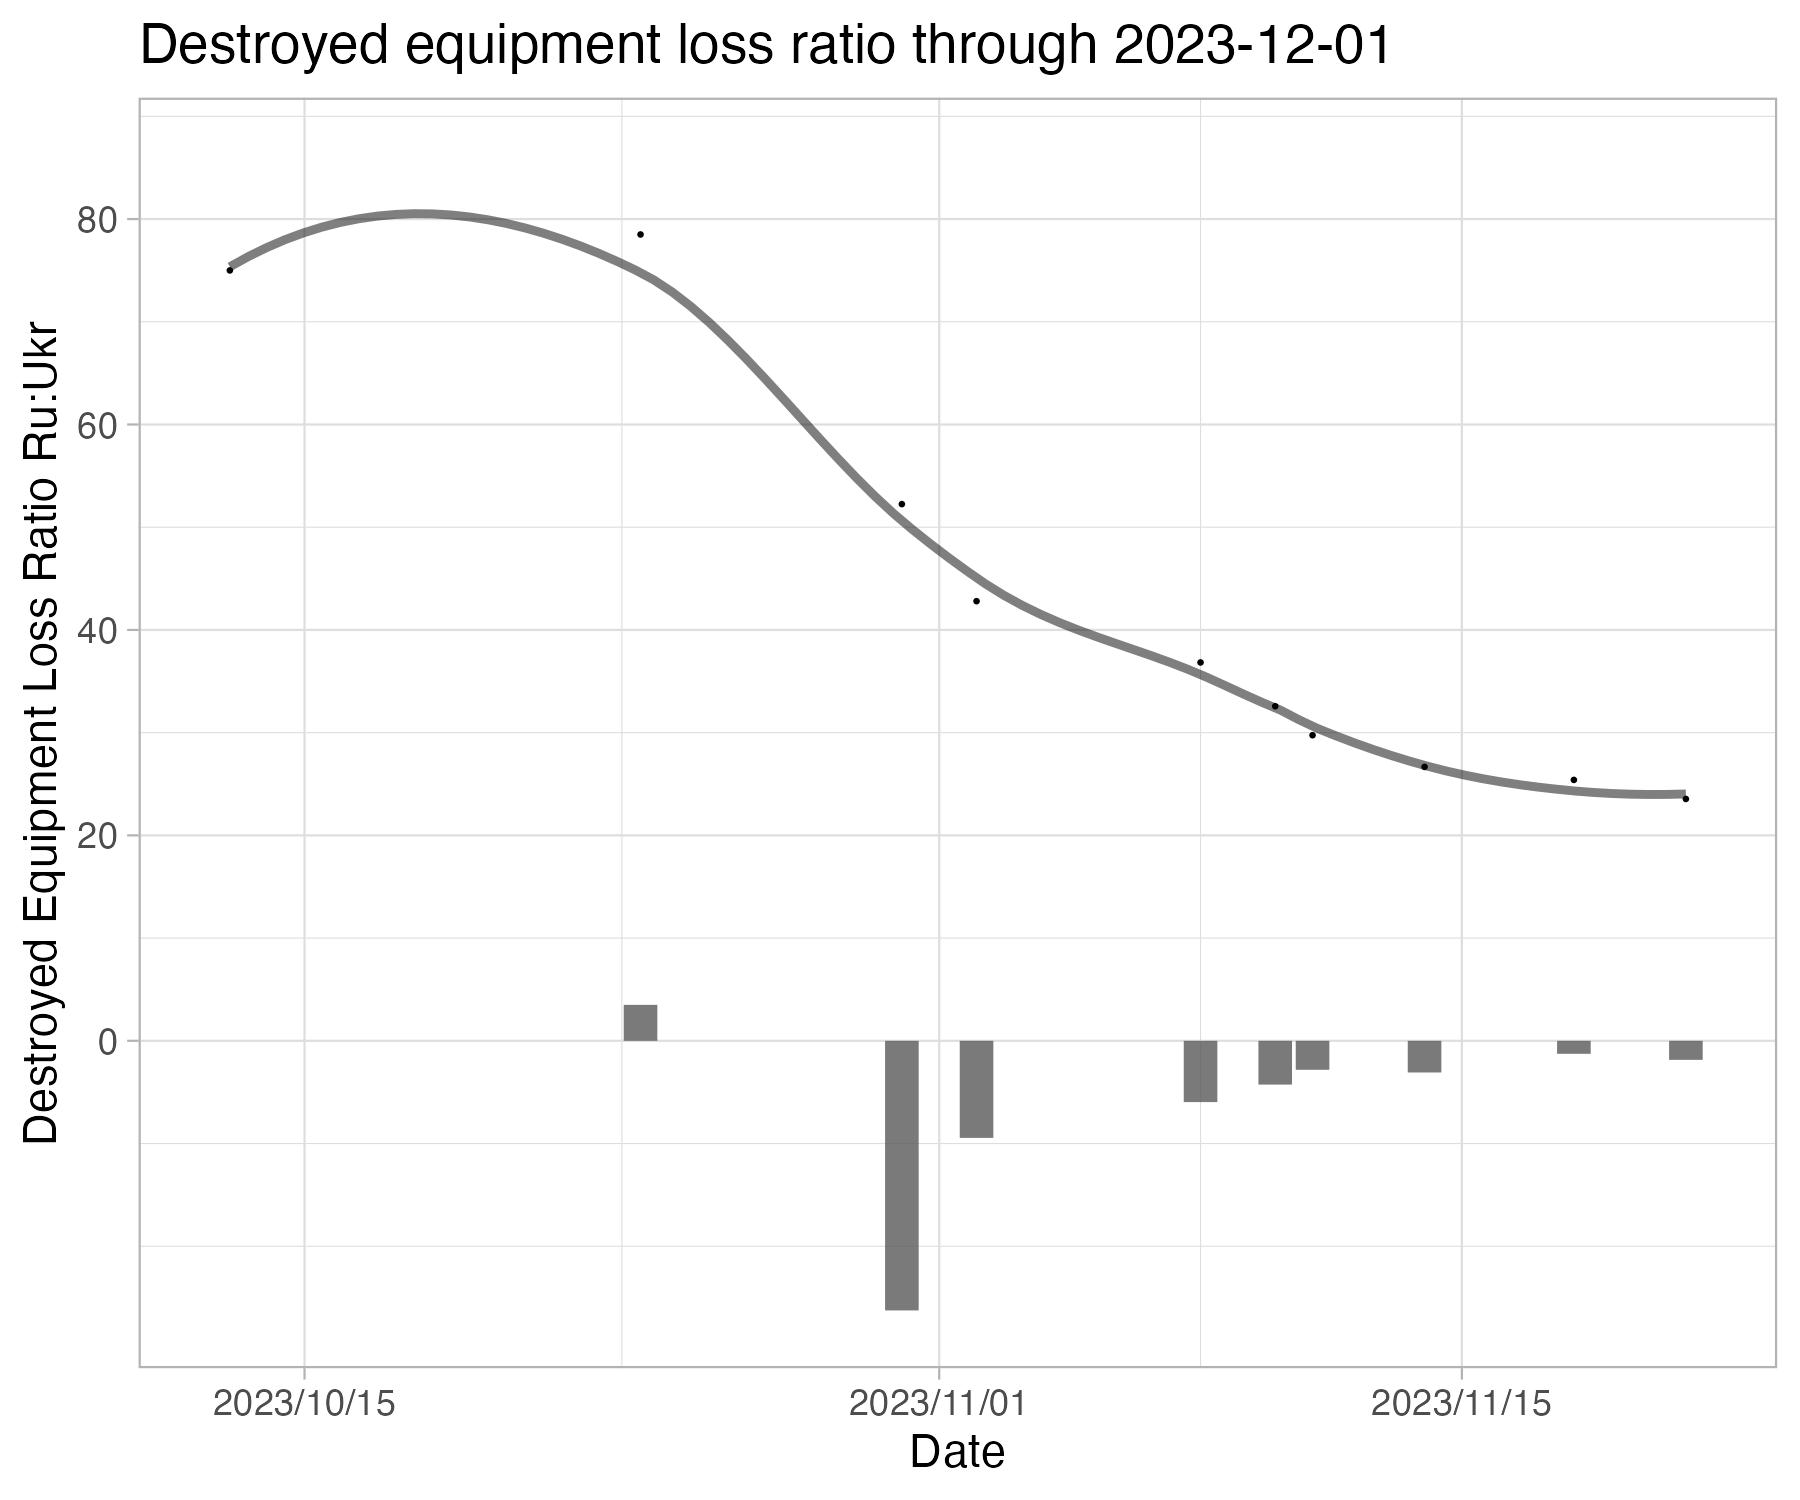 Destroyed equipment loss ratio through 2023-12-01
Destroyed Equipment Loss Ratio Ru:Ukr
80
60
40
20
0
2023/10/15
2023/11/01
2023/11/15
Date